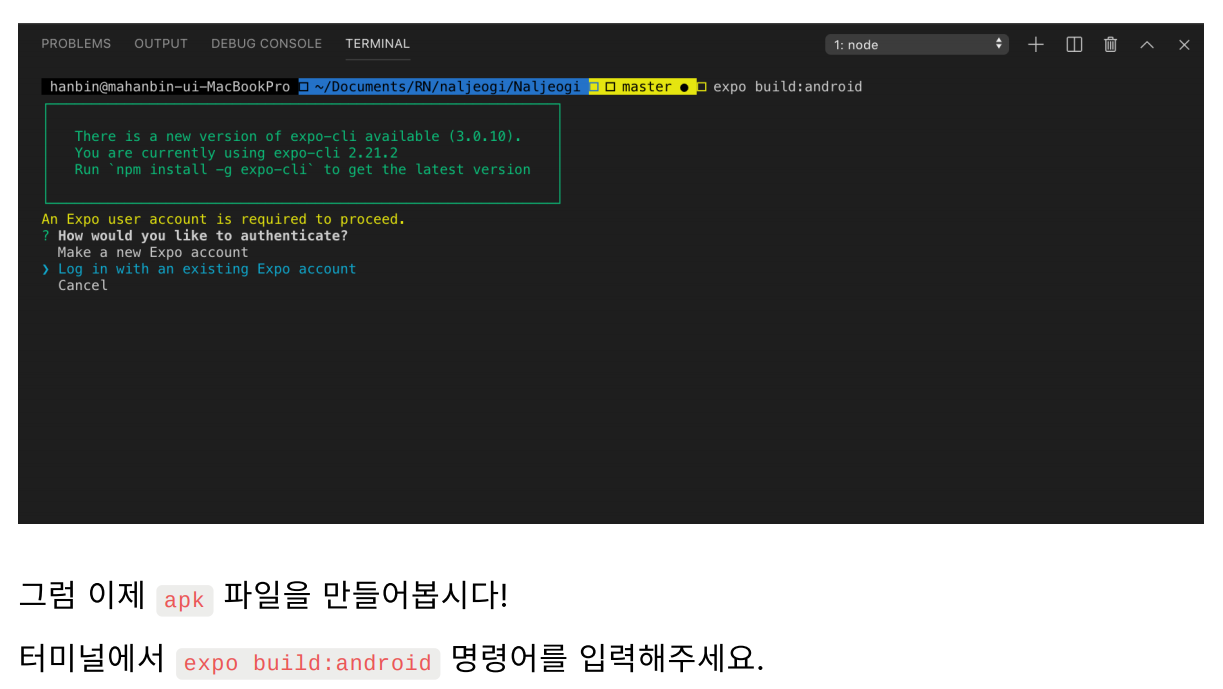 PROBLEMS OUTPUT DEBUG CONSOLE TERMINAL 1: node
hanbin@mahanbin-ui-MacBookPro ~/Documents/RN/naljeogi/Naljeogi master ● expo build:android
There is a new version of expo-cli available (3.0.10).
You are currently using expo-cli 2.21.2
Run `npm install -g expo-cli` to get the latest version
An Expo user account is required to proceed.
? How would you like to authenticate?
Make a new Expo account
❯ Log in with an existing Expo account
Cancel
그럼 이제 apk 파일을 만들어봅시다!
터미널에서 expo build:android 명령어를 입력해주세요.